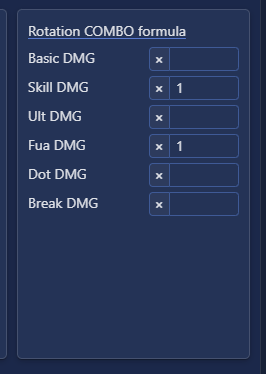 Rotation COMBO formula
Basic DMG ×
Skill DMG × 1
Ult DMG ×
Fua DMG × 1
Dot DMG ×
Break DMG ×